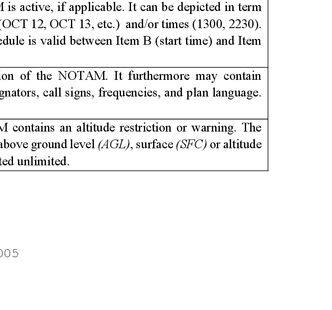 is active, if applicable. It can be depicted in term
OCT 12, OCT 13, etc.) and/or times (1300, 2230).
edule is valid between Item B (start time) and Item
ion of the NOTAM. It furthermore may contain
gnators, call signs, frequencies, and plan language.
M contains an altitude restriction or warning. The
above ground level (AGL), surface (SFC) or altitude
ted unlimited.
005